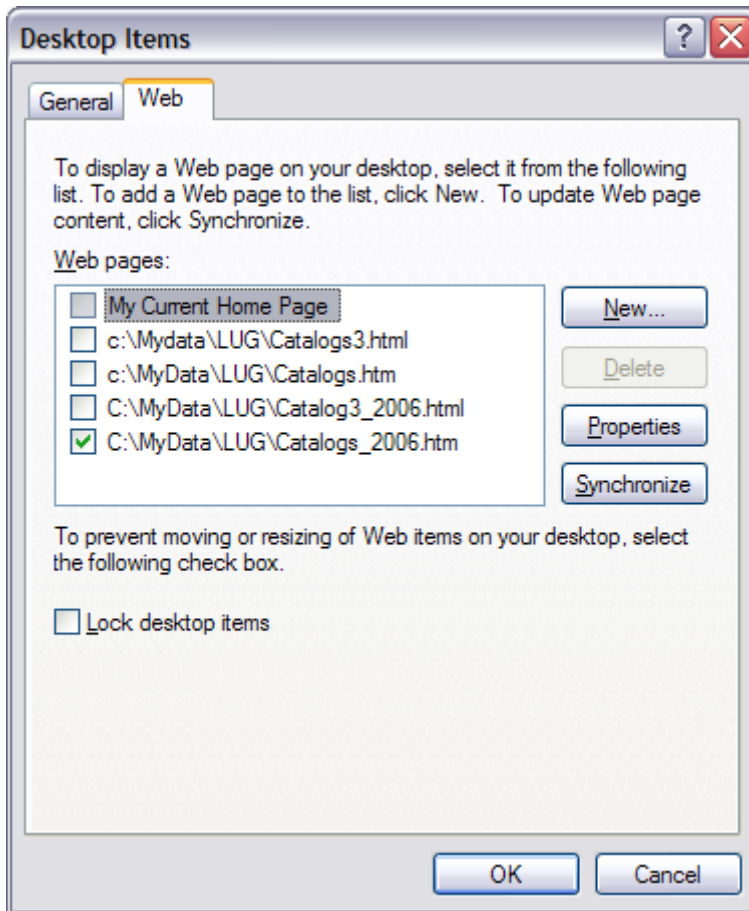 Desktop Items
General Web
To display a Web page on your desktop, select it from the following
list. To add a Web page to the list, click New.  To update Web page
content, click Synchronize.
Web pages:
My Current Home Page
c:\Mydata\LUG\Catalogs3.html
c:\MyData\LUG\Catalogs.htm
C:\MyData\LUG\Catalog3_2006.html
C:\MyData\LUG\Catalogs_2006.htm
New...
Delete
Properties
Synchronize
To prevent moving or resizing of Web items on your desktop, select
the following check box.
Lock desktop items
OK Cancel